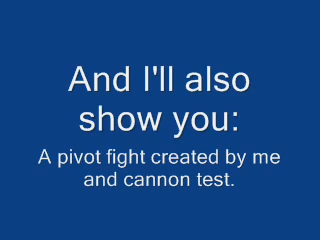 And I'll also
show you:
A pivot fight created by me
and cannon test.